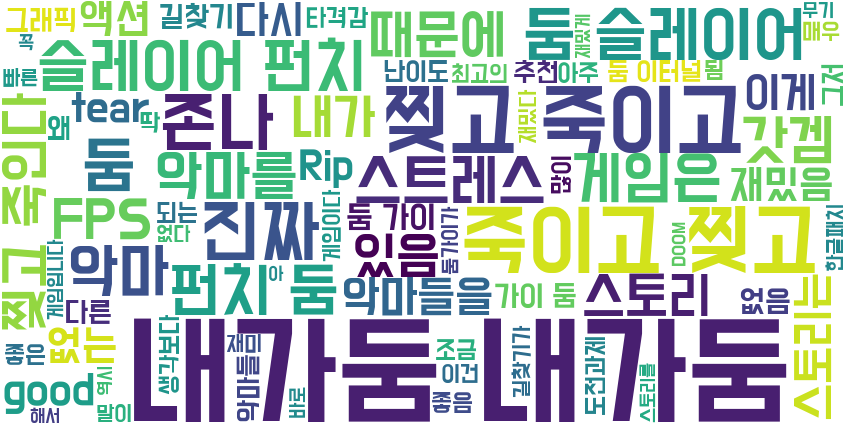 그래픽 액션 길찾기 다시 타격감 때문에 둠 재밌게 슬레이어 무기 매우
꼭 빠른 슬레이어 펀치 난이도 최고의 추천 아주 둠 이터널 됨 그저
찢고 죽인다 왜 tear 딱 존나 내가 찢고 죽이고 재밌다 이게 갓겜
둠 악마를 Rip 스트레스 많이 게임은 재밌음
FPS 되는 없다 진짜 게임이다 둠 가이 있음 둠가이가 죽이고 찢고 DOOM 한글패치
게임입니다 악마 다른 펀치 둠 아 악마들을 가이 둠 스토리 없음 스토리는
좋은 없는 생각보다 재미 내가둠 내가둠 조금 길찾기가 도전과제
good 역시 악마들의 바로 이건 좋음 스토리를
해서 말이